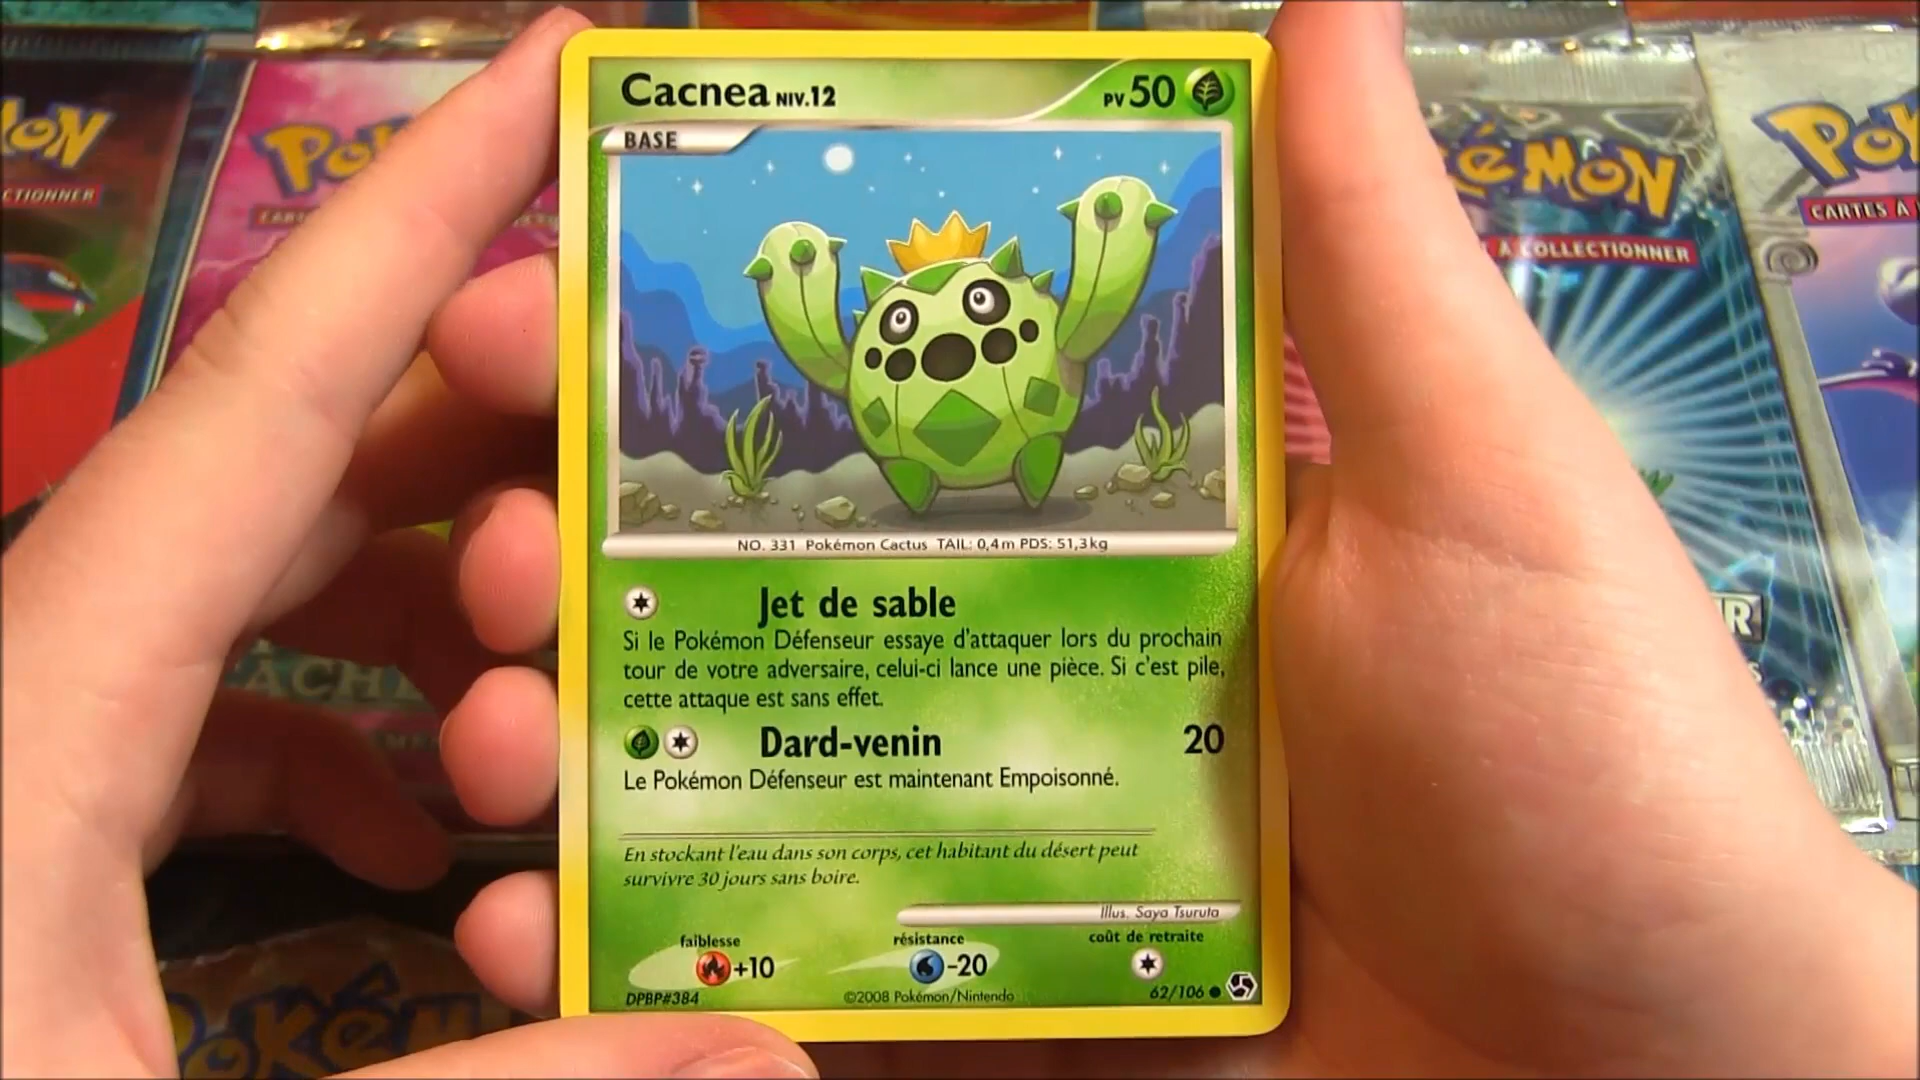 Cacnea NIV.12
PV 50
BASE
NO. 331 Pokémon Cactus TAIL: 0,4m PDS: 51,3kg
Jet de sable
Si le Pokémon Défenseur essaye d'attaquer lors du prochain
tour de votre adversaire, celui-ci lance une pièce. Si c'est pile,
cette attaque est sans effet.
Dard-venin 20
Le Pokémon Défenseur est maintenant Empoisonné.
En stockant l'eau dans son corps, cet habitant du désert peut
survivre 30 jours sans boire.
Illus. Saya Tsuruta
faiblesse résistance coût de retraite
+10 -20
DPBP#384 ©2008 Pokémon/Nintendo 62/106
CARTES À
À COLLECTIONNER